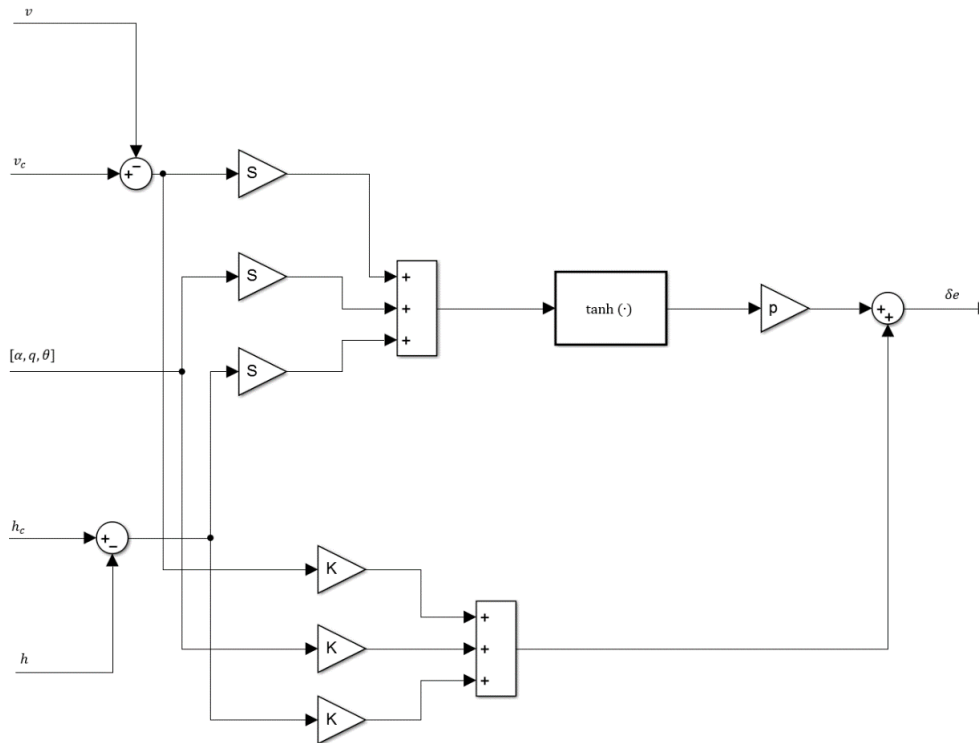 v
v_c
−
+
S
S
+
+
+
tanh (·)
p
+
+
δe
[α, q, θ]
S
h_c
+
−
K
h
K
+
+
+
K